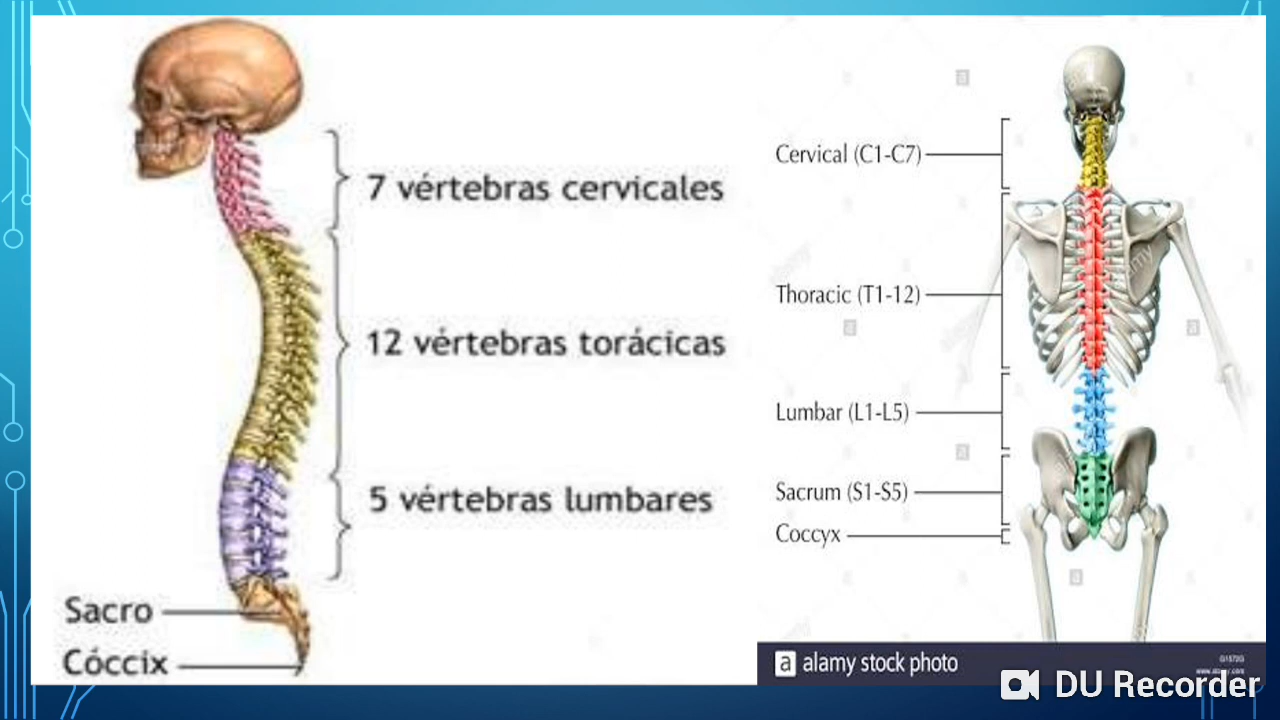 7 vértebras cervicales
12 vértebras torácicas
5 vértebras lumbares
Sacro
Cóccix
Cervical (C1-C7)
Thoracic (T1-12)
Lumbar (L1-L5)
Sacrum (S1-S5)
Coccyx
a alamy stock photo
DU Recorder